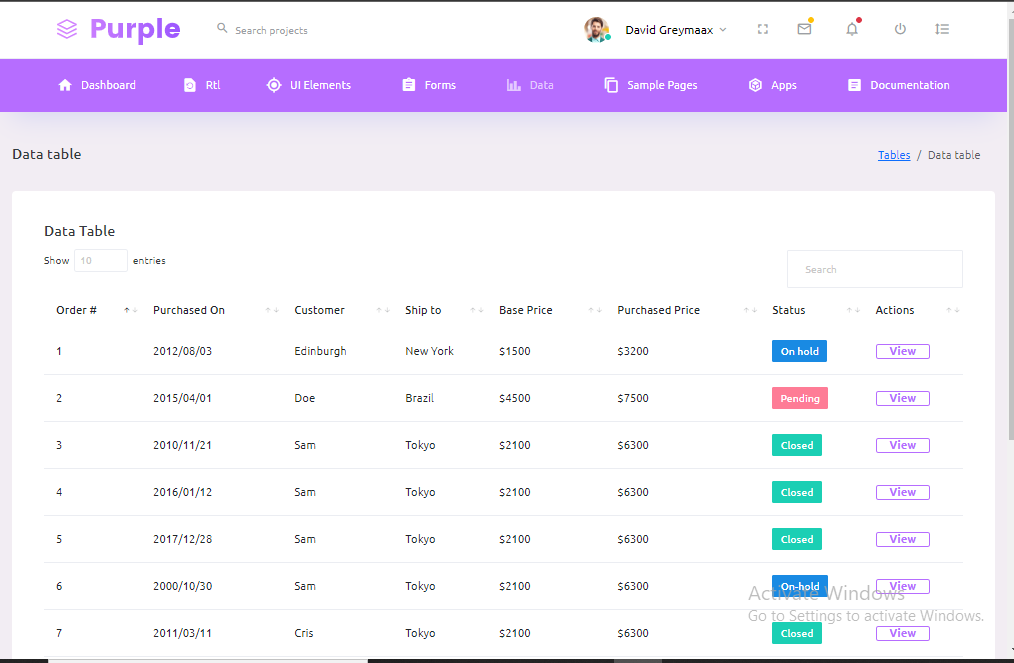 Purple
Search projects
David Greymaax
Dashboard Rtl UI Elements Forms Data Sample Pages Apps Documentation
Data table
Tables / Data table
Data Table
Show 10 entries
Search
Order # Purchased On Customer Ship to Base Price Purchased Price Status Actions
1 2012/08/03 Edinburgh New York $1500 $3200 On hold View
2 2015/04/01 Doe Brazil $4500 $7500 Pending View
3 2010/11/21 Sam Tokyo $2100 $6300 Closed View
4 2016/01/12 Sam Tokyo $2100 $6300 Closed View
5 2017/12/28 Sam Tokyo $2100 $6300 Closed View
6 2000/10/30 Sam Tokyo $2100 $6300 On-hold View
Activate Windows
Go to Settings to activate Windows.
7 2011/03/11 Cris Tokyo $2100 $6300 Closed View